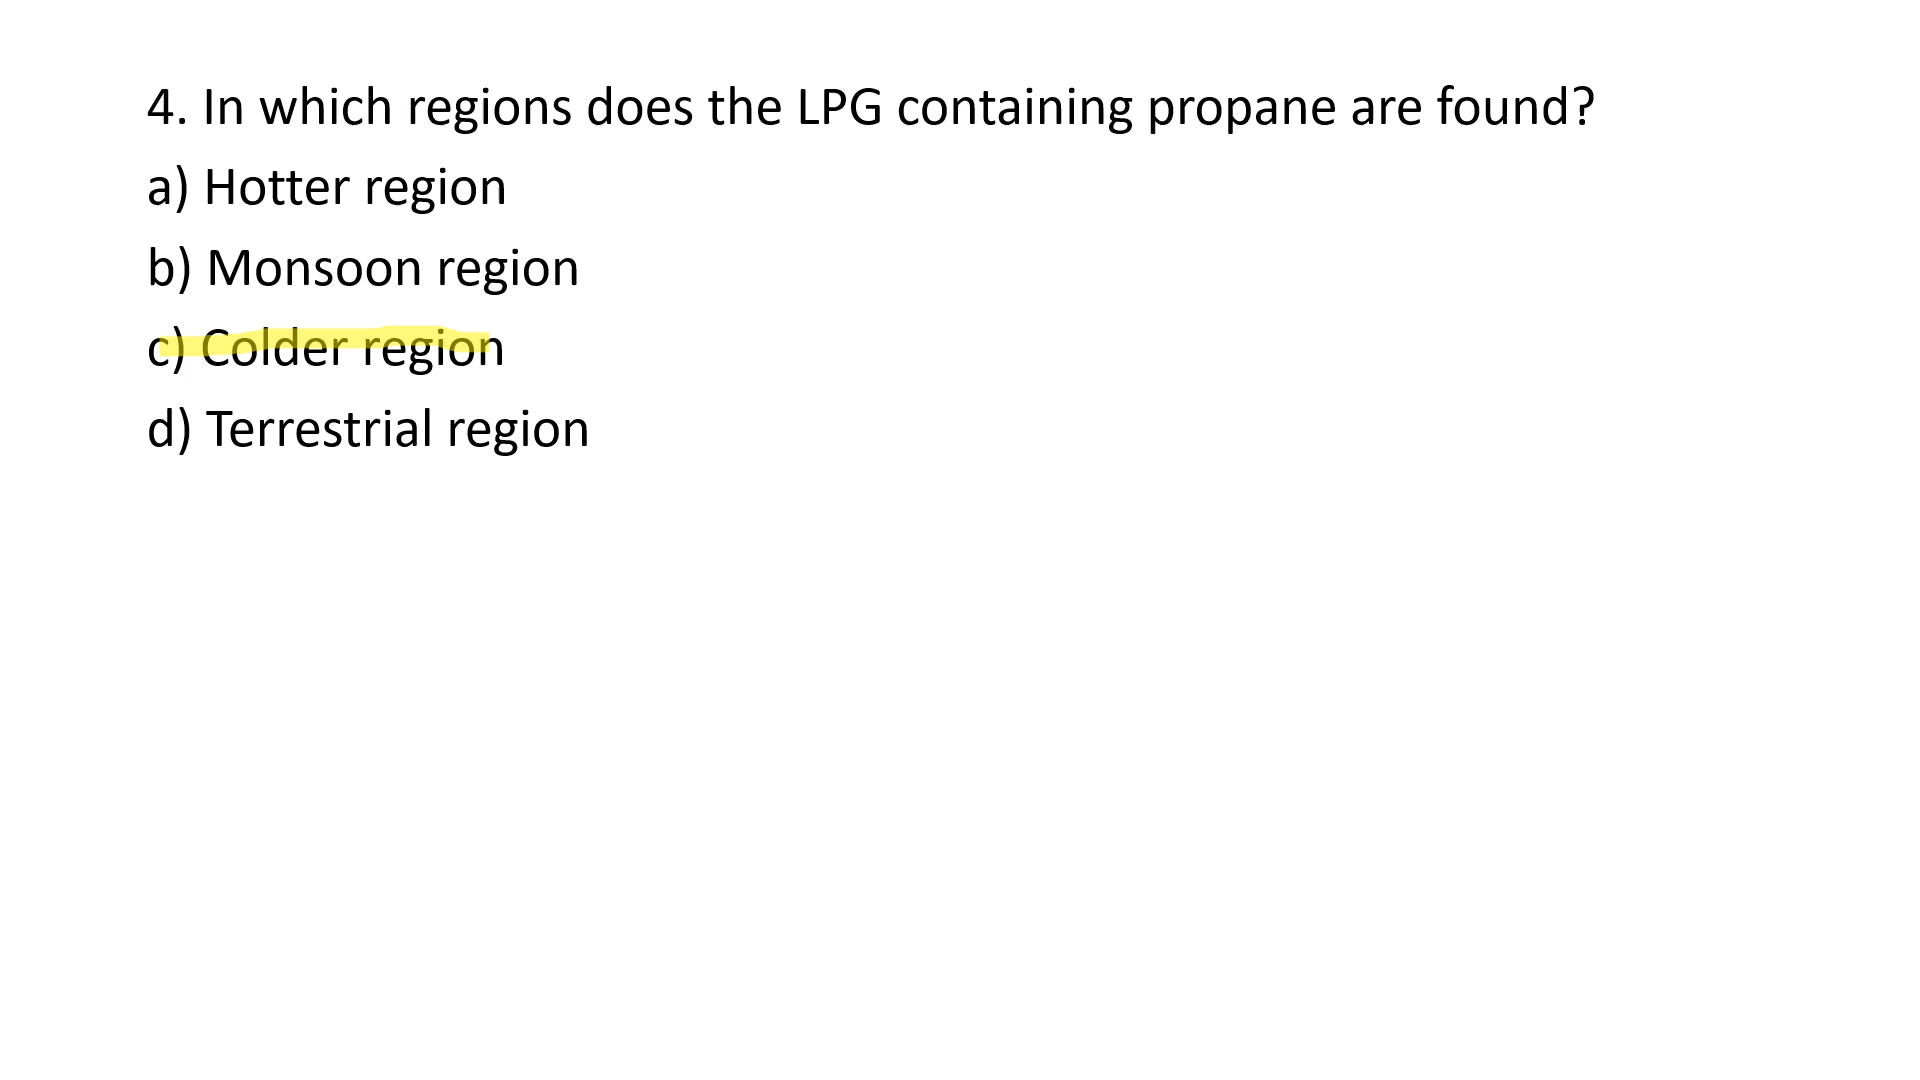 4. In which regions does the LPG containing propane are found?
a) Hotter region
b) Monsoon region
c) Colder region
d) Terrestrial region